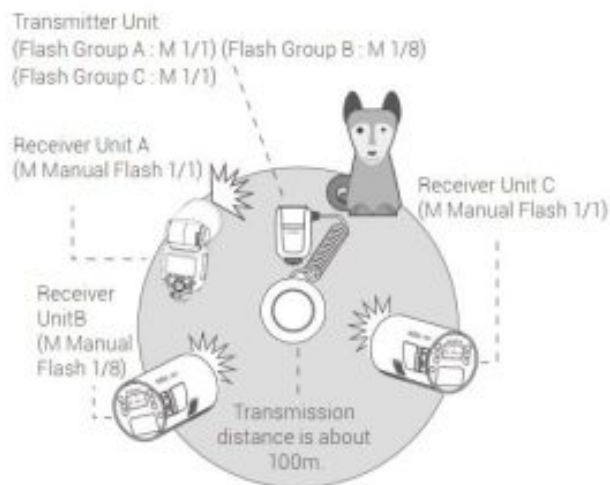 Transmitter Unit
(Flash Group A : M 1/1) (Flash Group B : M 1/8)
(Flash Group C : M 1/1)
Receiver Unit A
(M Manual Flash 1/1)
Receiver Unit C
(M Manual Flash 1/1)
Receiver
UnitB
(M Manual
Flash 1/8)
Transmission
distance is about
100m.